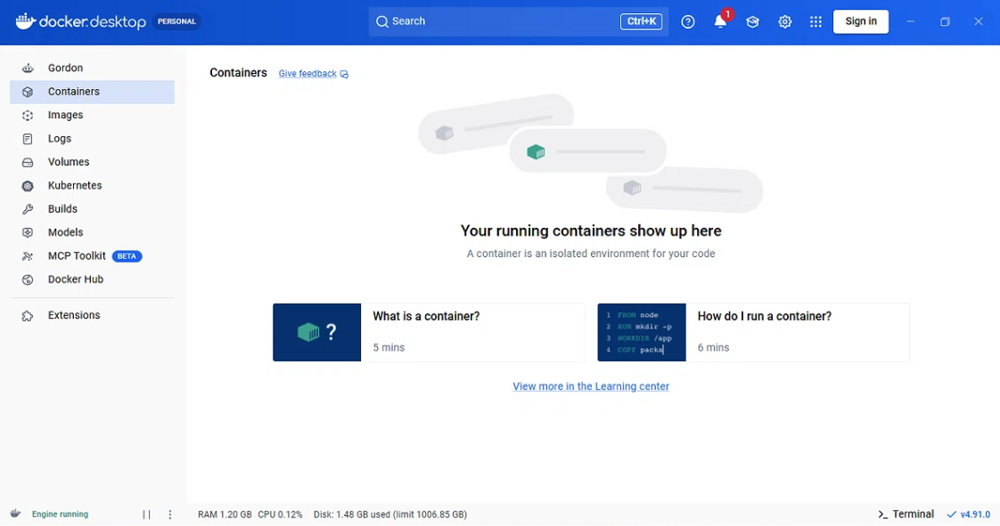 docker.desktop PERSONAL
Search Ctrl+K
1
Sign in
Gordon
Containers
Images
Logs
Volumes
Kubernetes
Builds
Models
MCP Toolkit BETA
Docker Hub
Extensions
Containers Give feedback
Your running containers show up here
A container is an isolated environment for your code
?
What is a container?
5 mins
1 FROM node
2 RUN mkdir -p
3 WORKDIR /app
4 COPY packa
How do I run a container?
6 mins
View more in the Learning center
Engine running
RAM 1.20 GB CPU 0.12% Disk: 1.48 GB used (limit 1006.85 GB)
Terminal v4.91.0